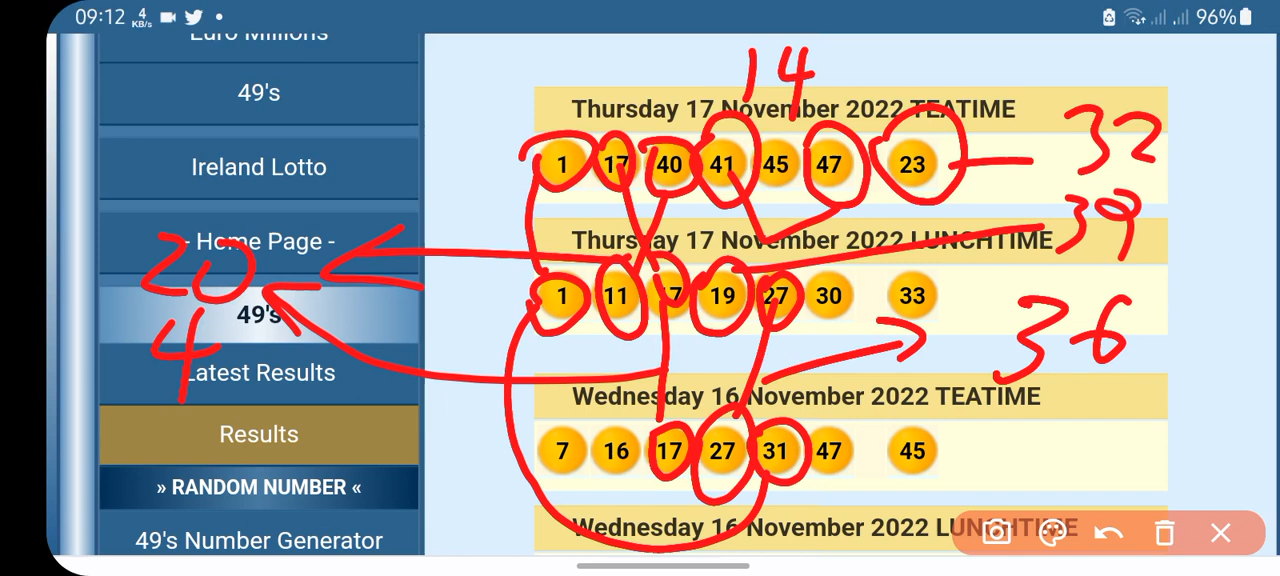 09:12 4 KB/s 96%
Euro Millions
49's
Ireland Lotto
- Home Page -
49's
Latest Results
Results
» RANDOM NUMBER «
49's Number Generator
14
Thursday 17 November 2022 TEATIME
1 17 40 41 45 47 23
32
Thursday 17 November 2022 LUNCHTIME
39
1 11 17 19 27 30 33
20
4
36
Wednesday 16 November 2022 TEATIME
7 16 17 27 31 47 45
Wednesday 16 November 2022 LUNCHTIME